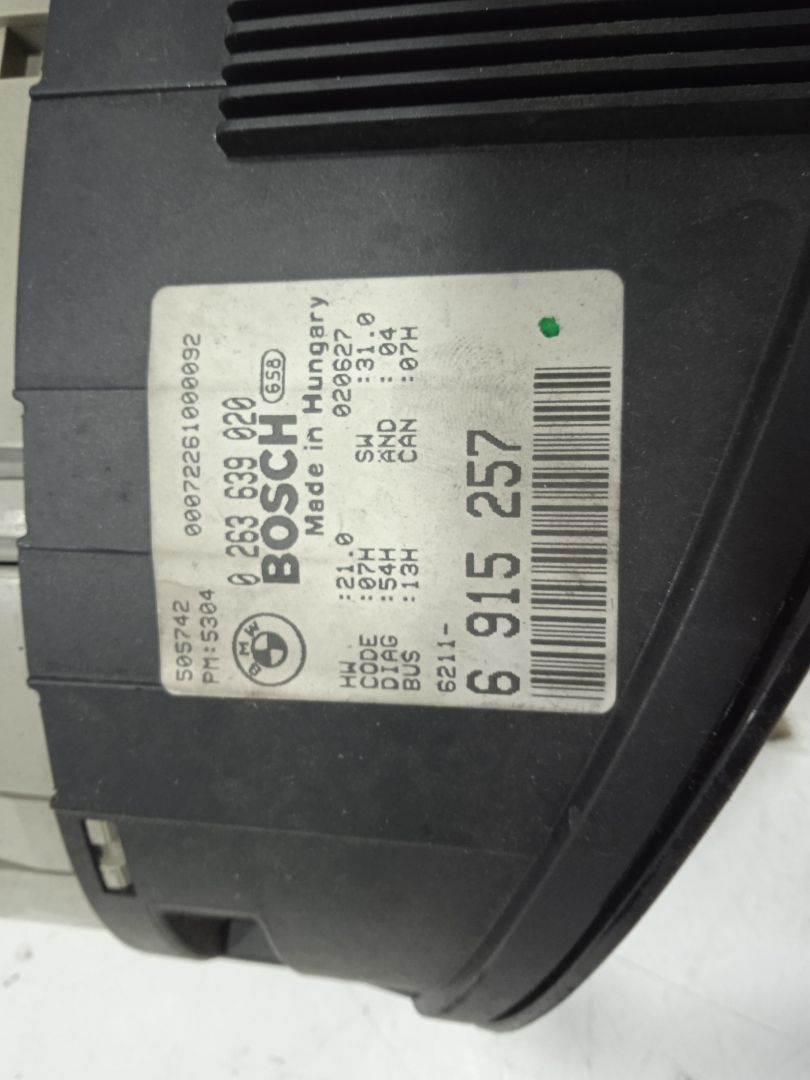 505742 00072261000092
PM:5304
0 263 639 020
BMW BOSCH 658
Made in Hungary
HW :21.0 020627
CODE :07H SW :31.0
DIAG :54H ÄND : 04
BUS :13H CAN :07H
6211-
6 915 257